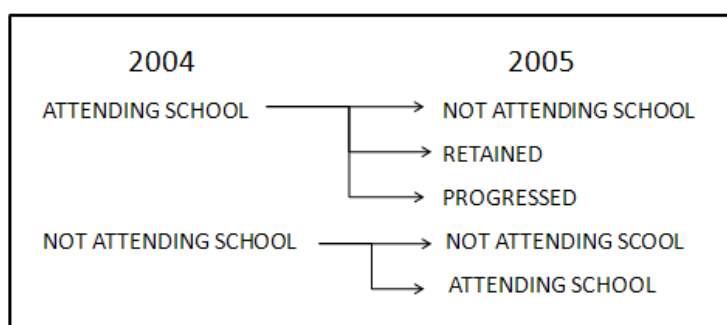 2004 2005
ATTENDING SCHOOL NOT ATTENDING SCHOOL
RETAINED
PROGRESSED
NOT ATTENDING SCHOOL NOT ATTENDING SCOOL
ATTENDING SCHOOL